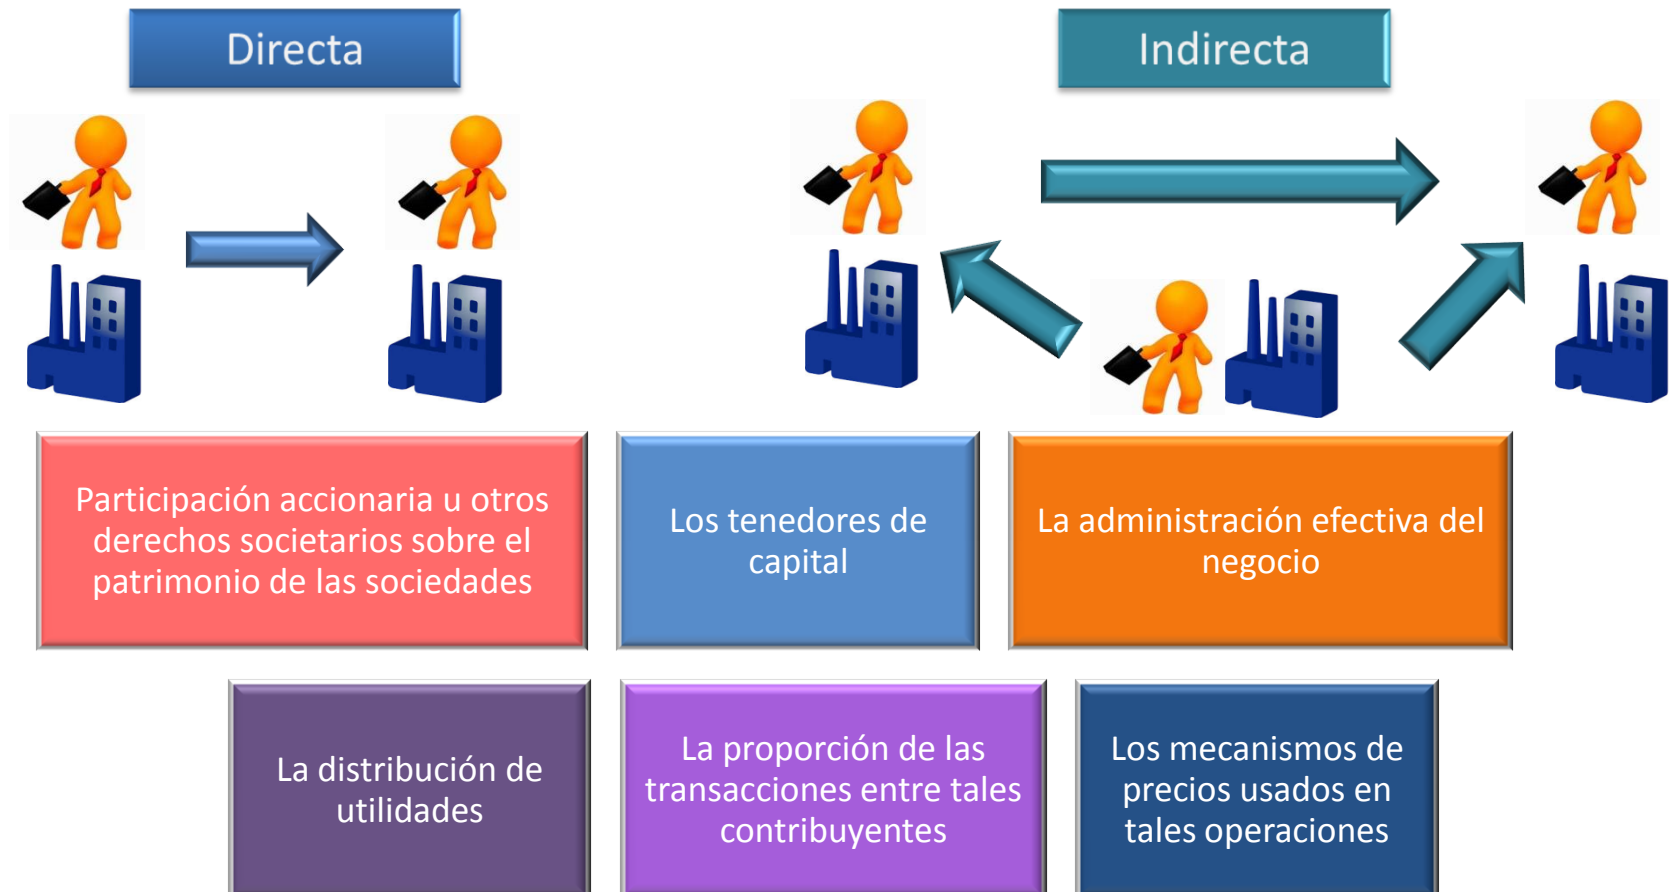 Directa
Indirecta
Participación accionaria u otros
derechos societarios sobre el
patrimonio de las sociedades
Los tenedores de
capital
La administración efectiva del
negocio
La distribución de
utilidades
La proporción de las
transacciones entre tales
contribuyentes
Los mecanismos de
precios usados en
tales operaciones